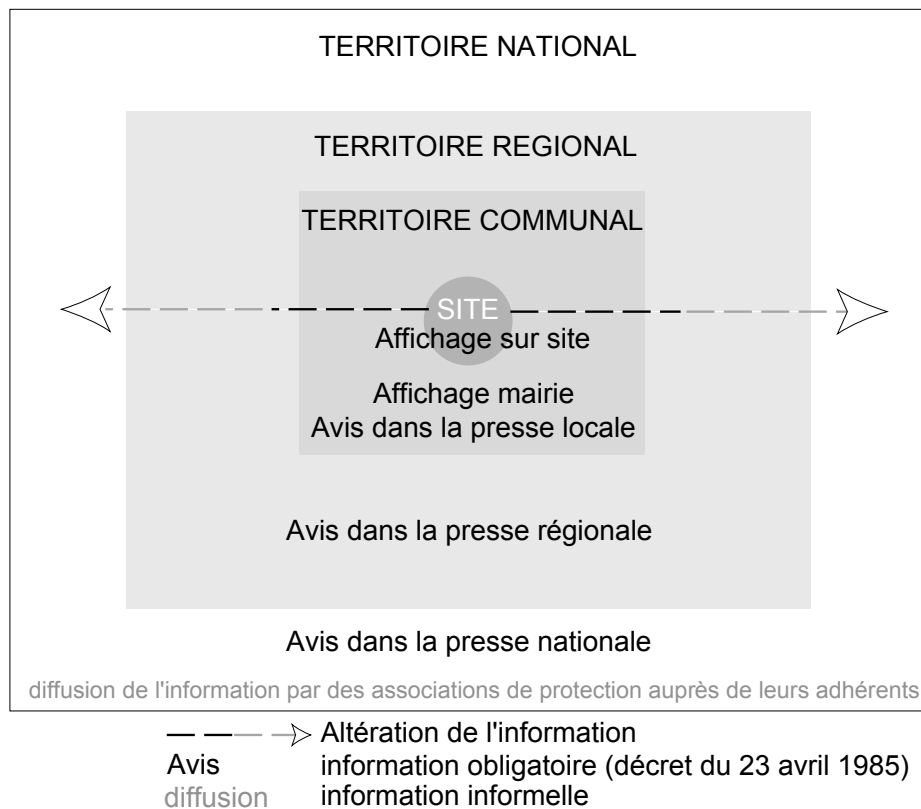 TERRITOIRE NATIONAL
TERRITOIRE REGIONAL
TERRITOIRE COMMUNAL
SITE
Affichage sur site
Affichage mairie
Avis dans la presse locale
Avis dans la presse régionale
Avis dans la presse nationale
diffusion de l'information par des associations de protection auprès de leurs adhérents
Altération de l'information
Avis information obligatoire (décret du 23 avril 1985)
diffusion information informelle